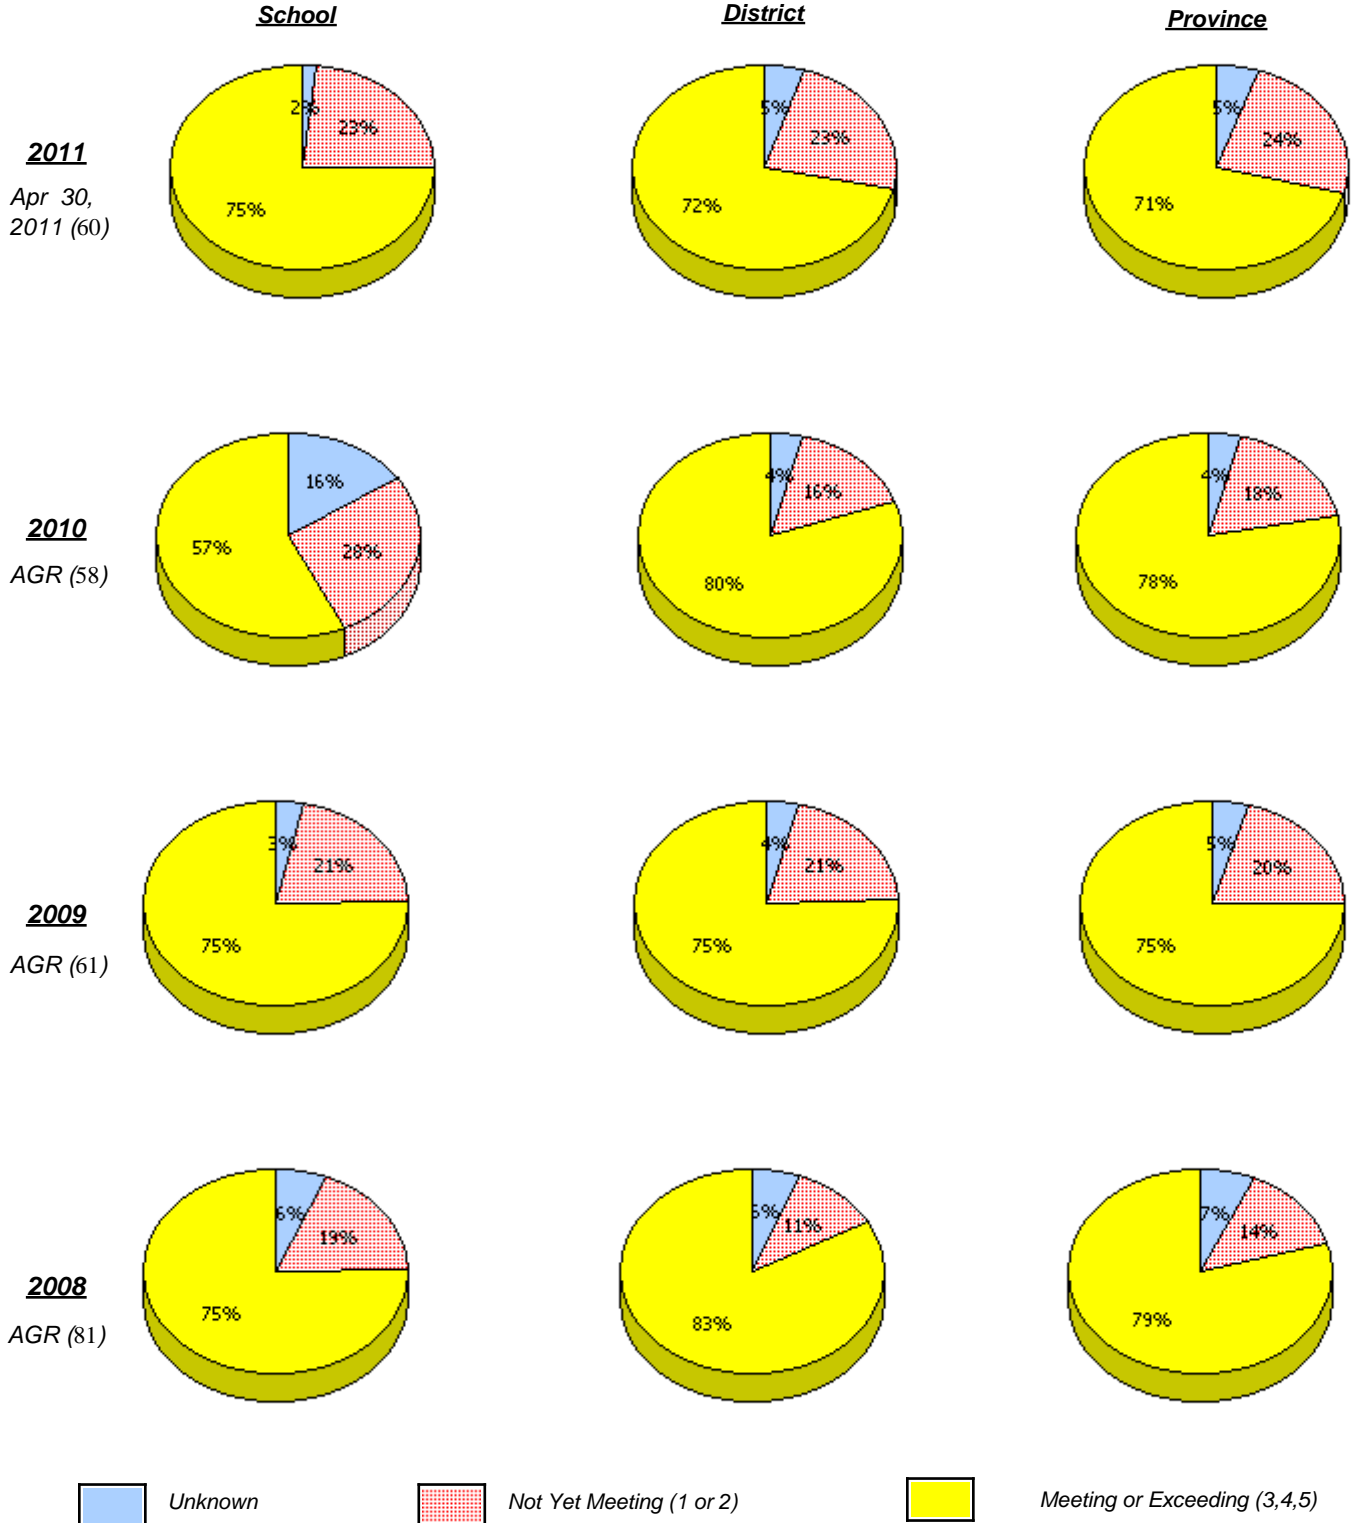 School District Province
2% 23% 75%
5% 23% 72%
5% 24% 71%
2011
Apr 30,
2011 (60)
16% 28% 57%
4% 16% 80%
4% 18% 78%
2010
AGR (58)
3% 21% 75%
4% 21% 75%
5% 20% 75%
2009
AGR (61)
6% 19% 75%
11% 83%
7% 14% 79%
2008
AGR (81)
Unknown Not Yet Meeting (1 or 2) Meeting or Exceeding (3,4,5)